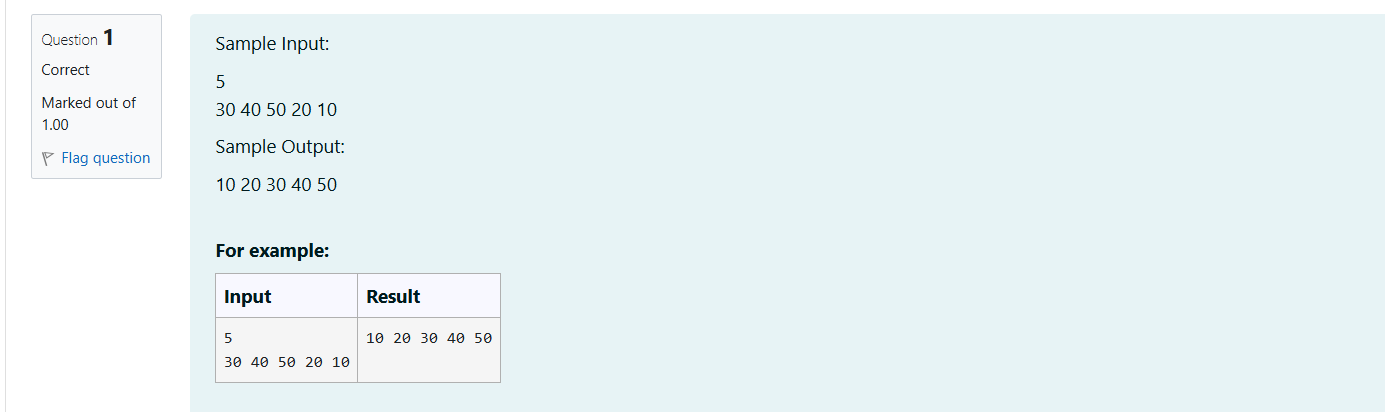 Question 1
Correct
Marked out of
1.00
Flag question
Sample Input:
5
30 40 50 20 10
Sample Output:
10 20 30 40 50
For example:
Input Result
5 10 20 30 40 50
30 40 50 20 10